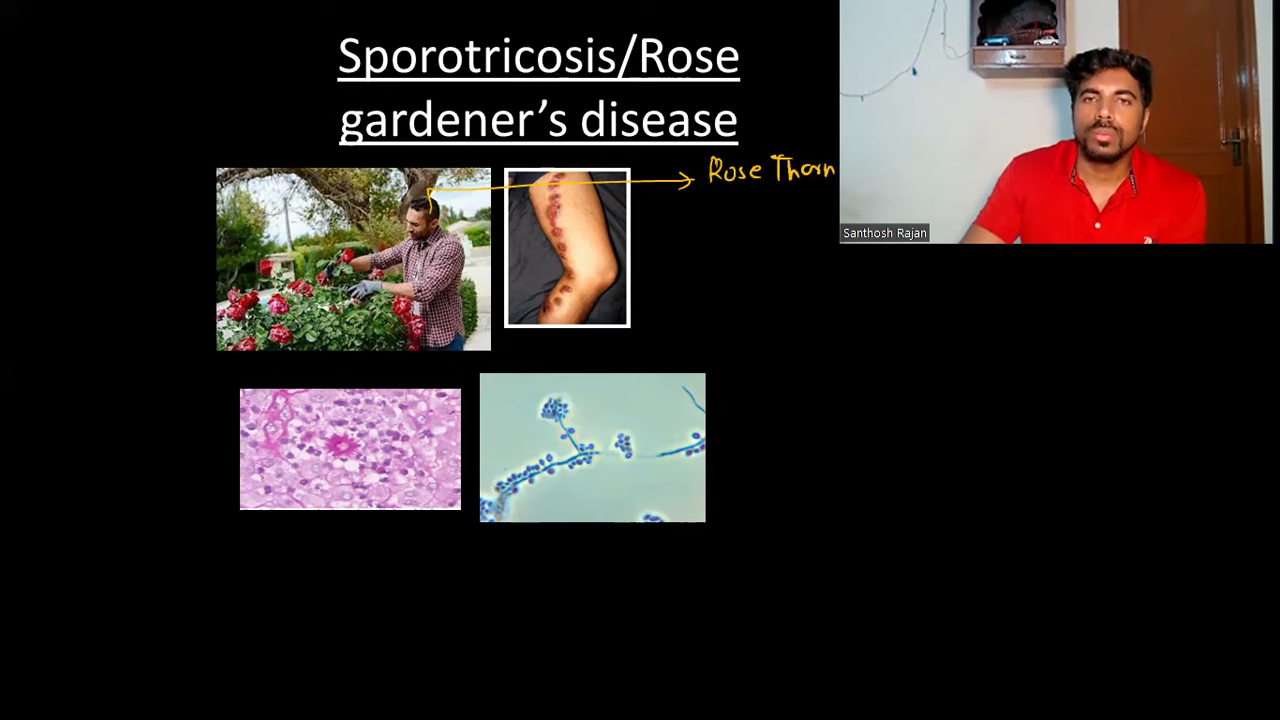 Sporotricosis/Rose
gardener’s disease
Rose Thorn
Santhosh Rajan